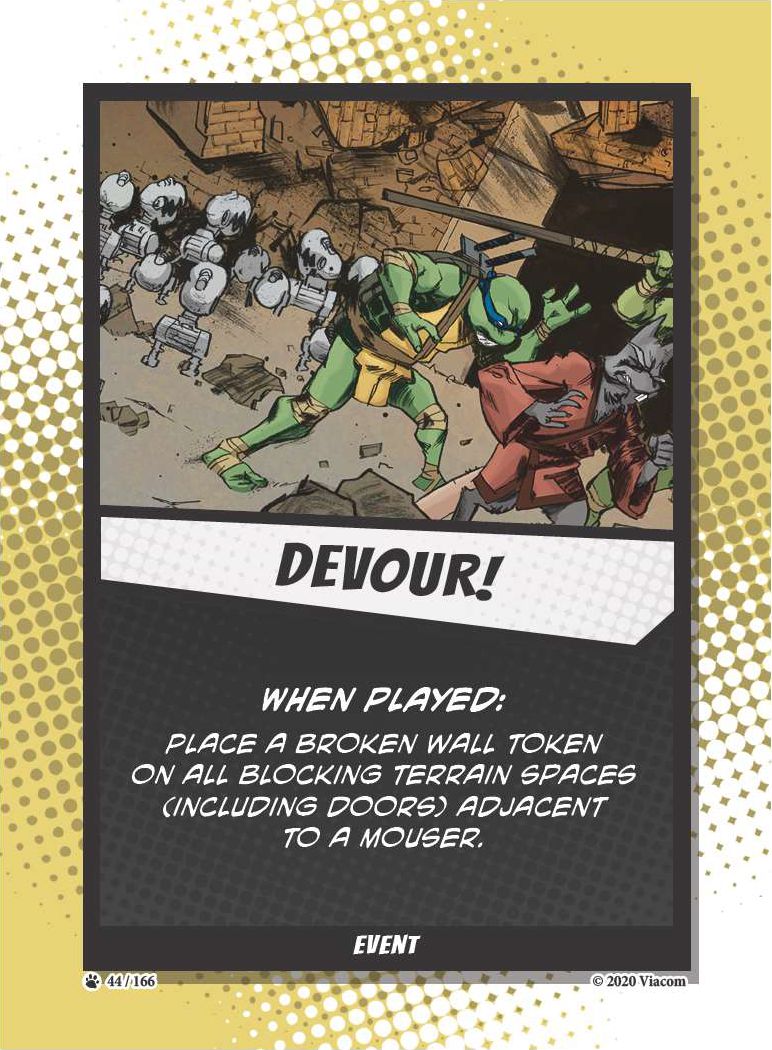 DEVOUR!
WHEN PLAYED:
PLACE A BROKEN WALL TOKEN
ON ALL BLOCKING TERRAIN SPACES
(INCLUDING DOORS) ADJACENT
TO A MOUSER.
EVENT
44 / 166
© 2020 Viacom